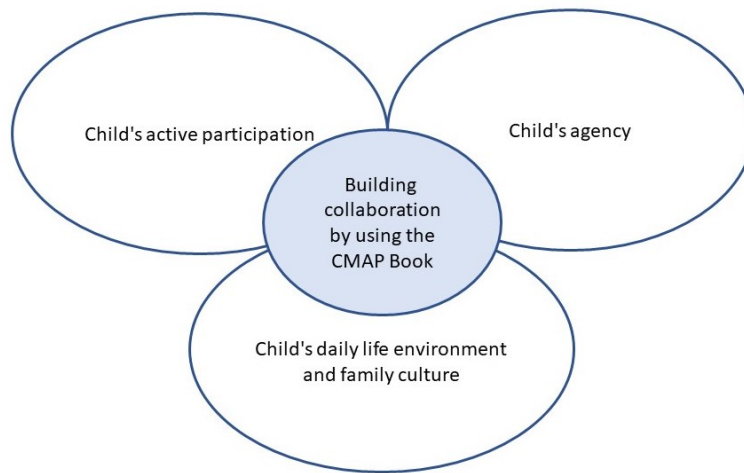 Child's active participation
Child's agency
Building
collaboration
by using the
CMAP Book
Child's daily life environment
and family culture